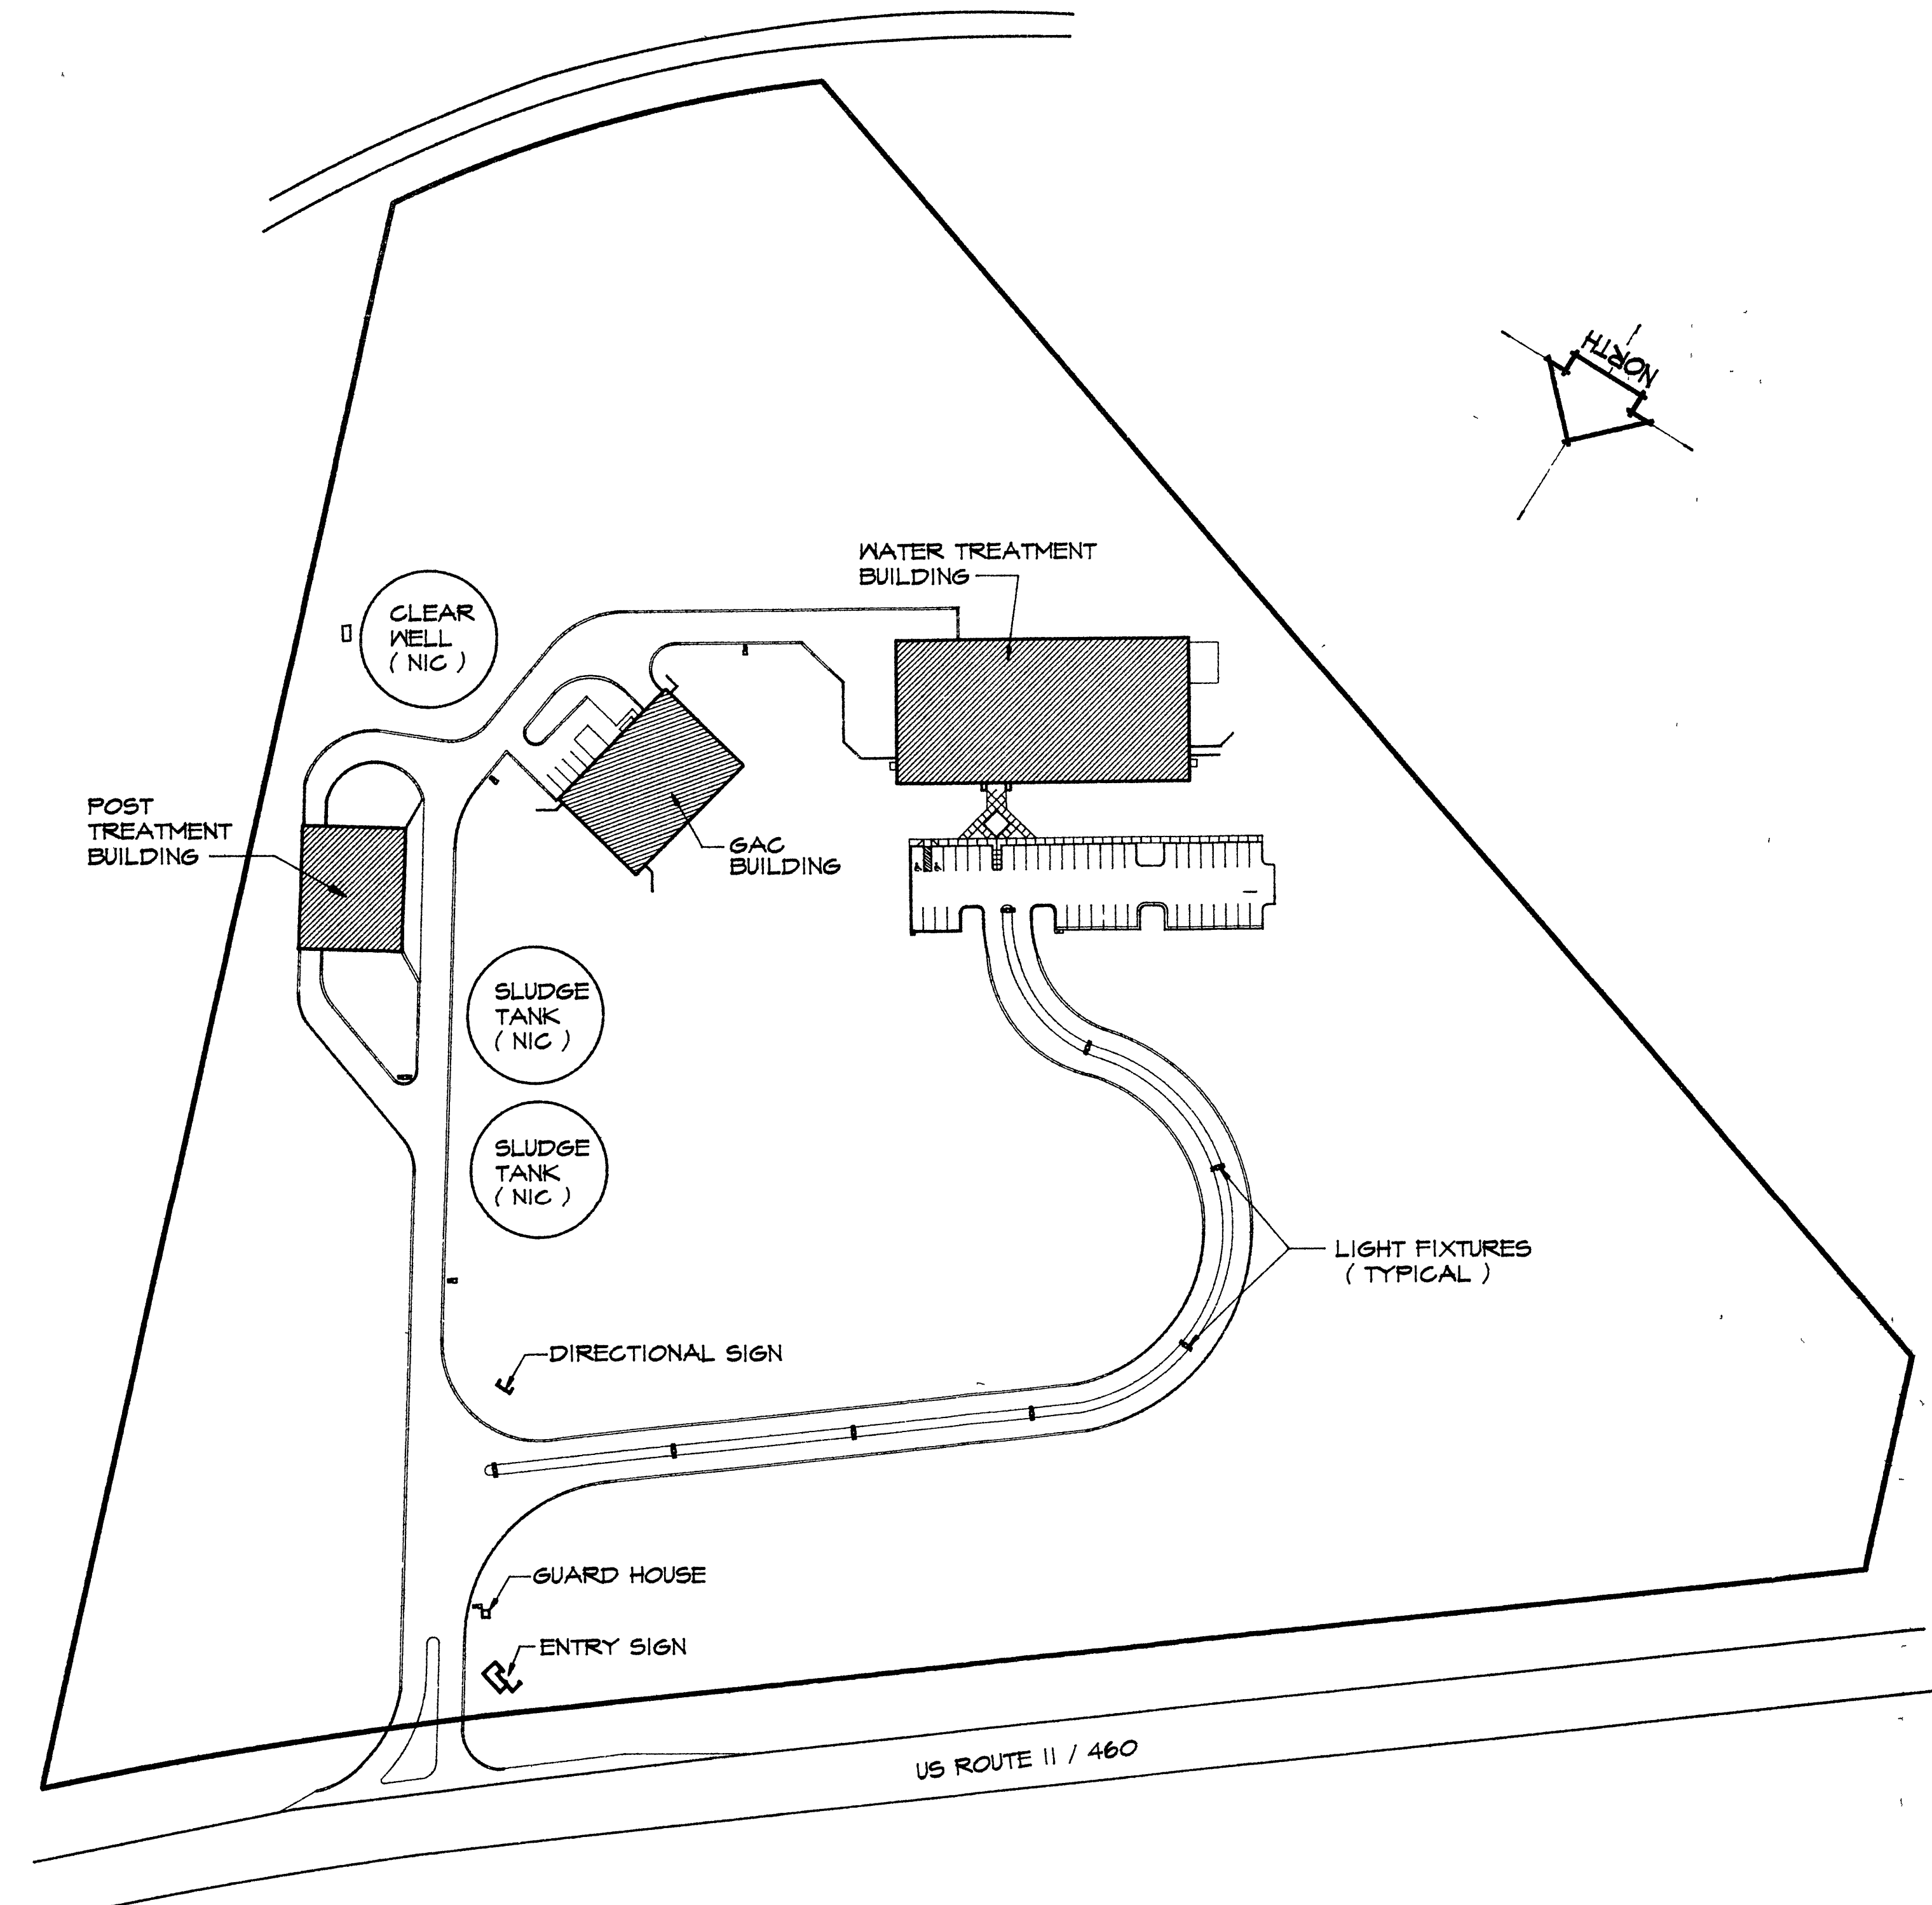 NORTH
WATER TREATMENT
BUILDING
CLEAR
WELL
( NIC )
POST
TREATMENT
BUILDING
GAC
BUILDING
SLUDGE
TANK
( NIC )
SLUDGE
TANK
( NIC )
LIGHT FIXTURES
( TYPICAL )
DIRECTIONAL SIGN
GUARD HOUSE
ENTRY SIGN
US ROUTE 11 / 460